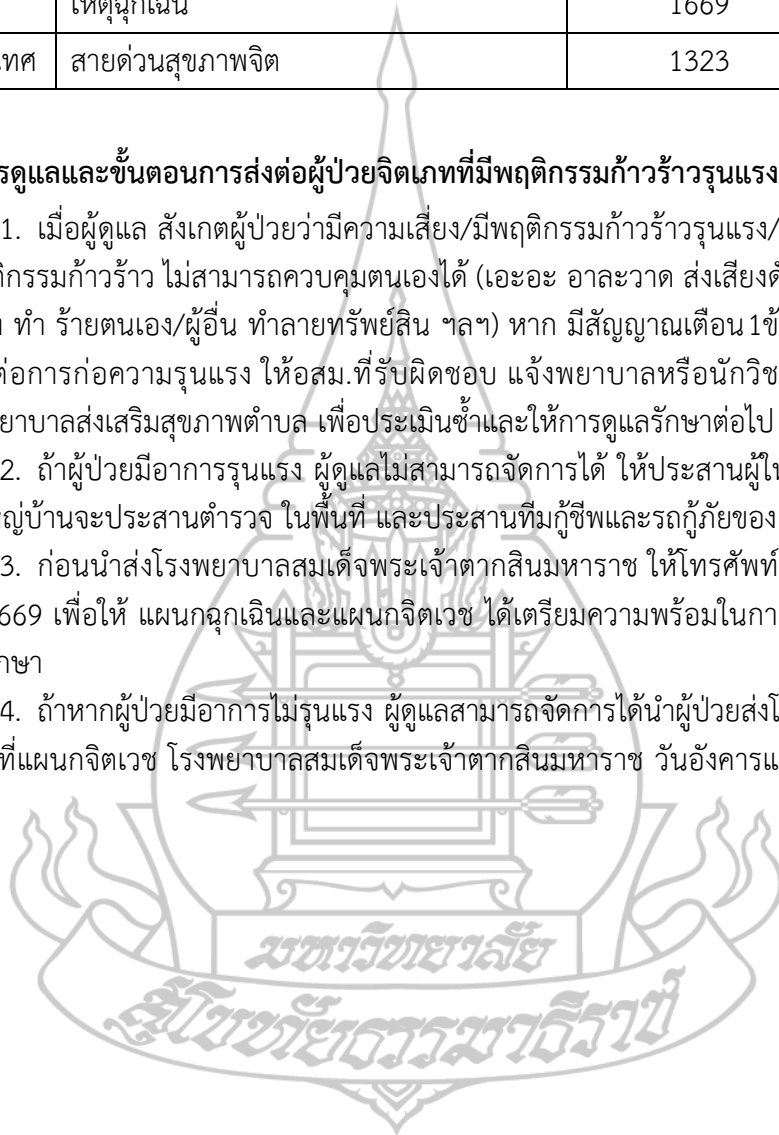 เหตุฉุกเฉิน 1669
เทศ สายด่วนสุขภาพจิต 1323
รดูแลและขั้นตอนการส่งต่อผู้ป่วยจิตเภทที่มีพฤติกรรมก้าวร้าวรุนแรง
1. เมื่อผู้ดูแล สังเกตผู้ป่วยว่ามีความเสี่ยง/มีพฤติกรรมก้าวร้าวรุนแรง/
ติกรรมก้าวร้าว ไม่สามารถควบคุมตนเองได้ (เอะอะ อาละวาด ส่งเสียงดั
ทำ ร้ายตนเอง/ผู้อื่น ทำลายทรัพย์สิน ฯลฯ) หาก มีสัญญาณเตือน 1ข้
ต่อการก่อความรุนแรง ให้อสม.ที่รับผิดชอบ แจ้งพยาบาลหรือนักวิช
ยาบาลส่งเสริมสุขภาพตำบล เพื่อประเมินซ้ำและให้การดูแลรักษาต่อไป
2. ถ้าผู้ป่วยมีอาการรุนแรง ผู้ดูแลไม่สามารถจัดการได้ ให้ประสานผู้ให
ญ่บ้านจะประสานตำรวจ ในพื้นที่ และประสานทีมกู้ชีพและรถกู้ภัยของ
3. ก่อนนำส่งโรงพยาบาลสมเด็จพระเจ้าตากสินมหาราช ให้โทรศัพท์
669 เพื่อให้ แผนกฉุกเฉินและแผนกจิตเวช ได้เตรียมความพร้อมในกา
กษา
4. ถ้าหากผู้ป่วยมีอาการไม่รุนแรง ผู้ดูแลสามารถจัดการได้นำผู้ป่วยส่งโ
ที่แผนกจิตเวช โรงพยาบาลสมเด็จพระเจ้าตากสินมหาราช วันอังคารแ
มหาวิทยาลัย
สุโขทัยธรรมาธิราช